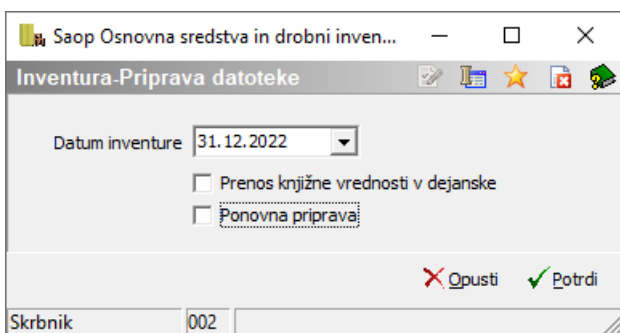 Saop Osnovna sredstva in drobni inven...
Inventura-Priprava datoteke
Datum inventure 31.12.2022
Prenos knjižne vrednosti v dejanske
Ponovna priprava
Opusti Potrdi
Skrbnik 002